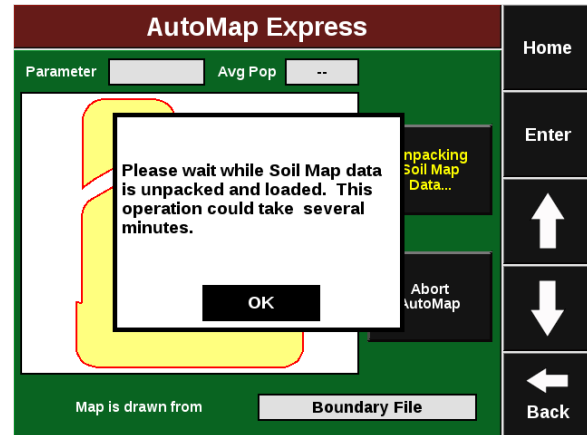 AutoMap Express
Parameter
Avg Pop
--
Please wait while Soil Map data
is unpacked and loaded. This
operation could take several
minutes.
OK
Soil Map
Data...
Abort
AutoMap
Map is drawn from
Boundary File
Home
Enter
Back